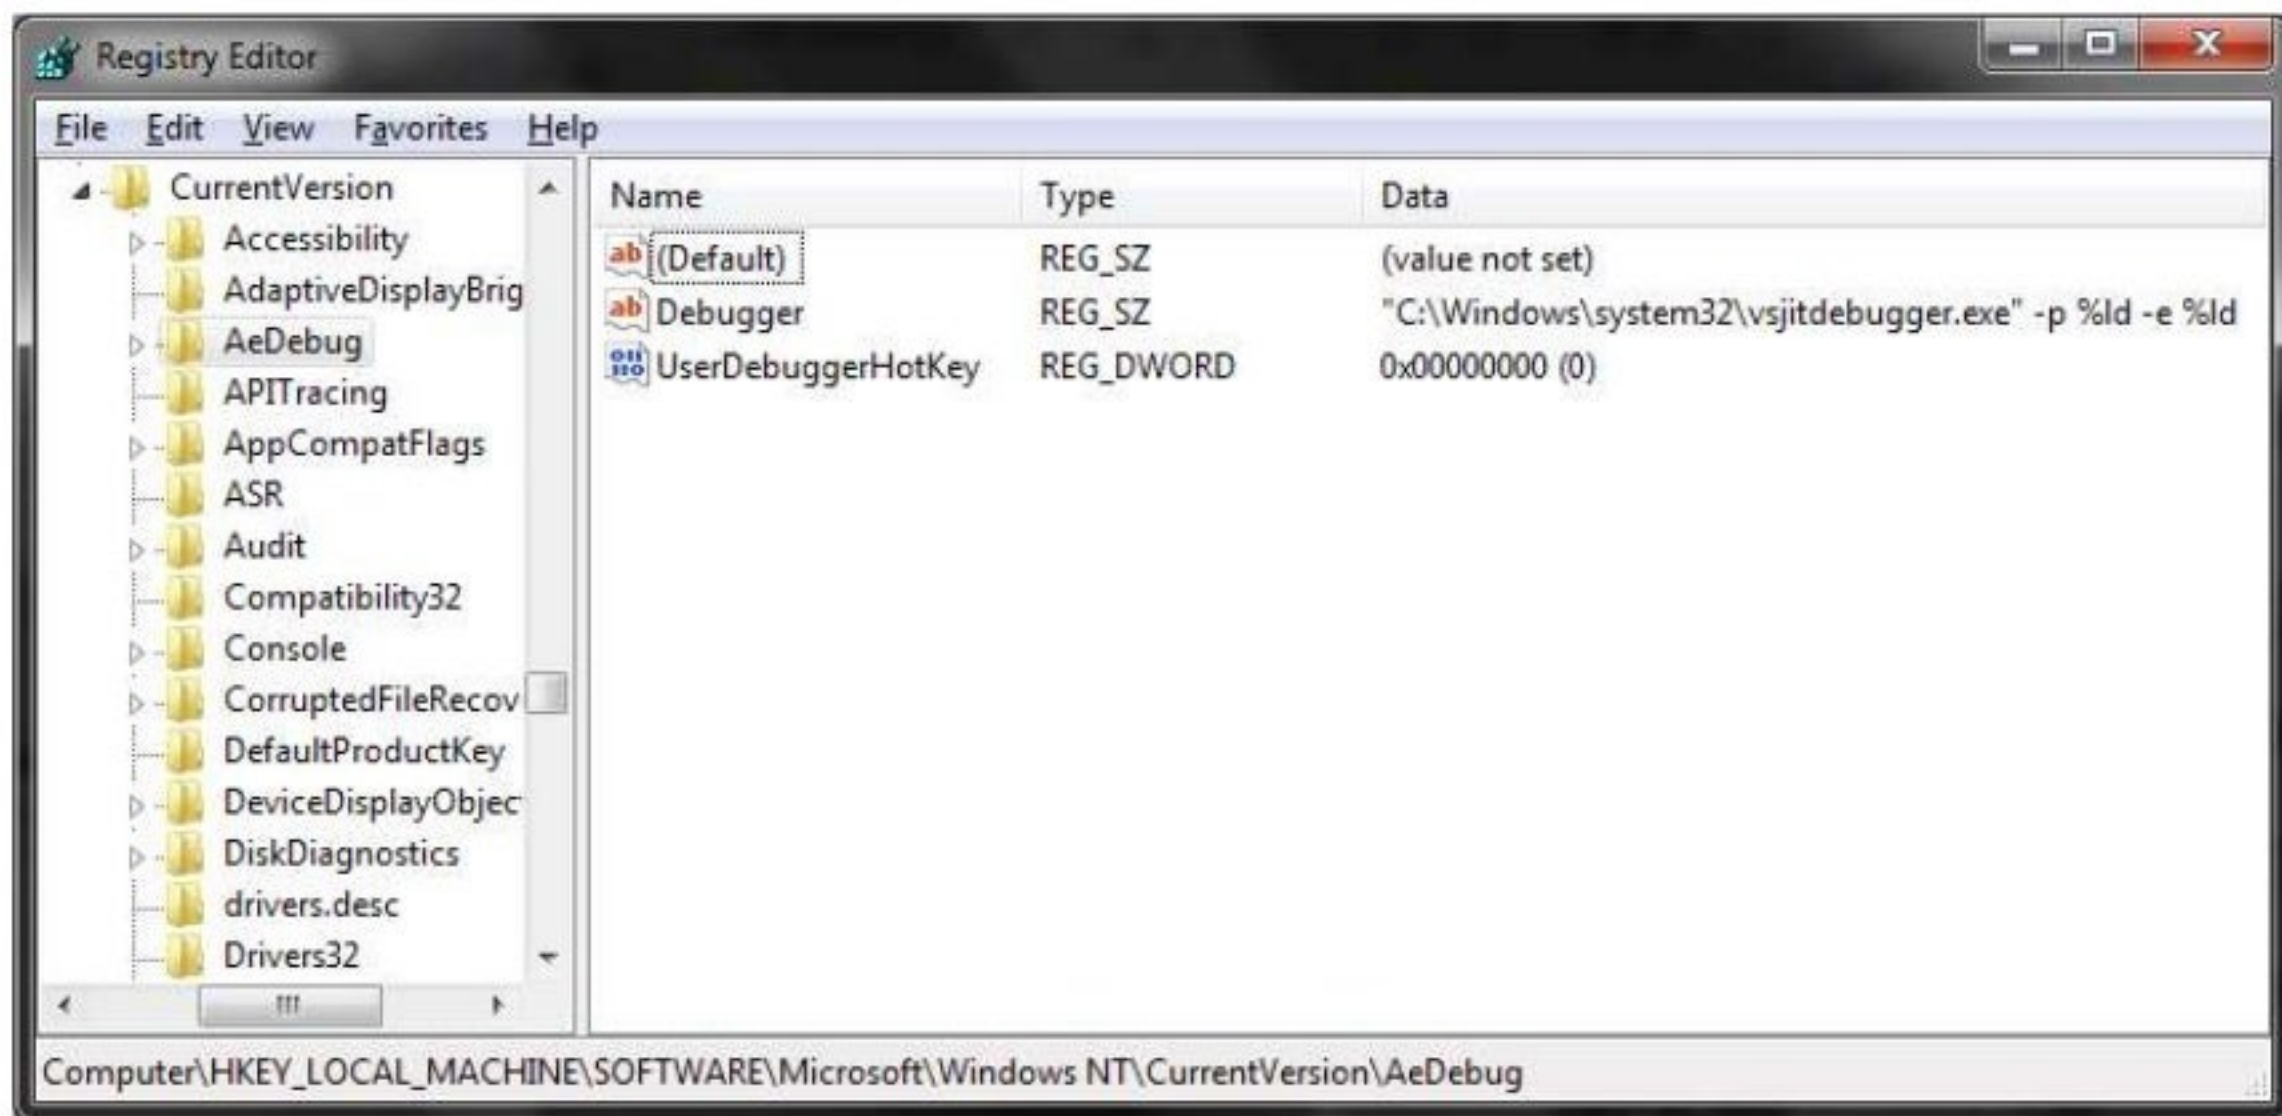 Registry Editor
File Edit View Favorites Help
CurrentVersion
Accessibility
AdaptiveDisplayBrig
AeDebug
APITracing
AppCompatFlags
ASR
Audit
Compatibility32
Console
CorruptedFileRecov
DefaultProductKey
DeviceDisplayObjec
DiskDiagnostics
drivers.desc
Drivers32
Name Type Data
(Default) REG_SZ (value not set)
Debugger REG_SZ "C:\Windows\system32\vsjitdebugger.exe" -p %ld -e %ld
UserDebuggerHotKey REG_DWORD 0x00000000 (0)
Computer\HKEY_LOCAL_MACHINE\SOFTWARE\Microsoft\Windows NT\CurrentVersion\AeDebug